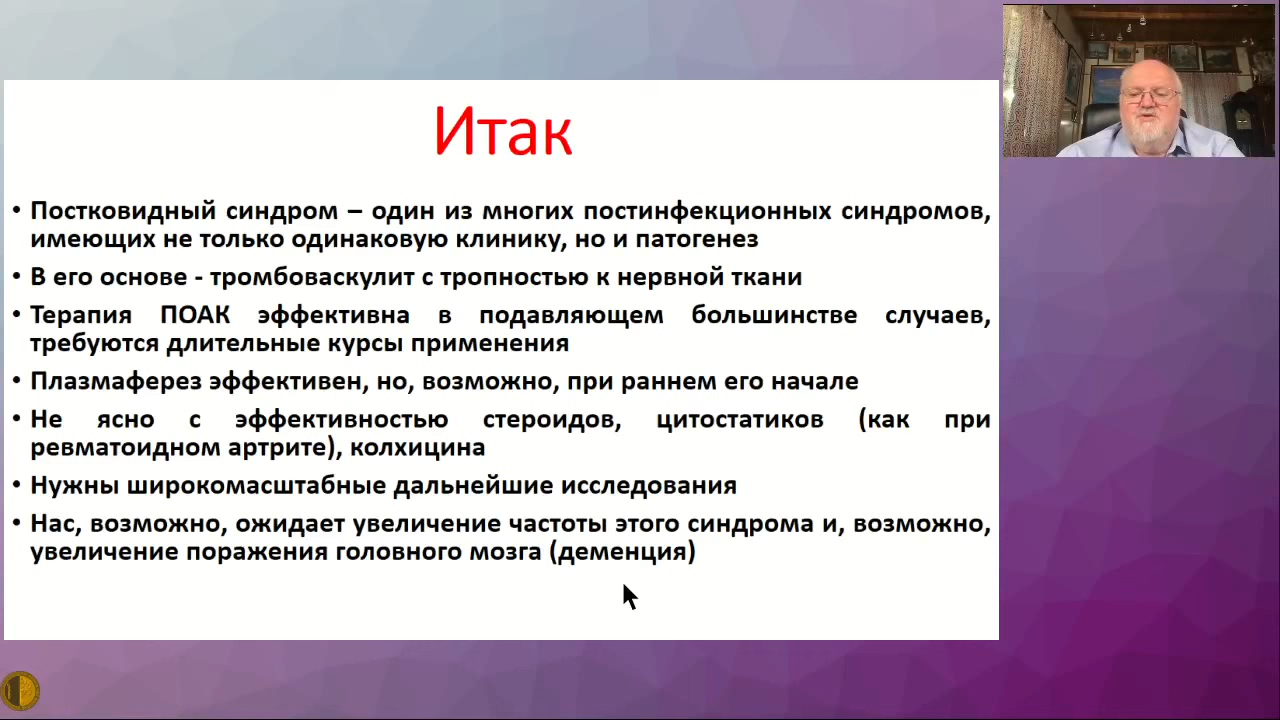 Итак
• Постковидный синдром – один из многих постинфекционных синдромов,
имеющих не только одинаковую клинику, но и патогенез
• В его основе - тромбоваскулит с тропностью к нервной ткани
• Терапия ПОАК эффективна в подавляющем большинстве случаев,
требуются длительные курсы применения
• Плазмаферез эффективен, но, возможно, при раннем его начале
• Не ясно с эффективностью стероидов, цитостатиков (как при
ревматоидном артрите), колхицина
• Нужны широкомасштабные дальнейшие исследования
• Нас, возможно, ожидает увеличение частоты этого синдрома и, возможно,
увеличение поражения головного мозга (деменция)